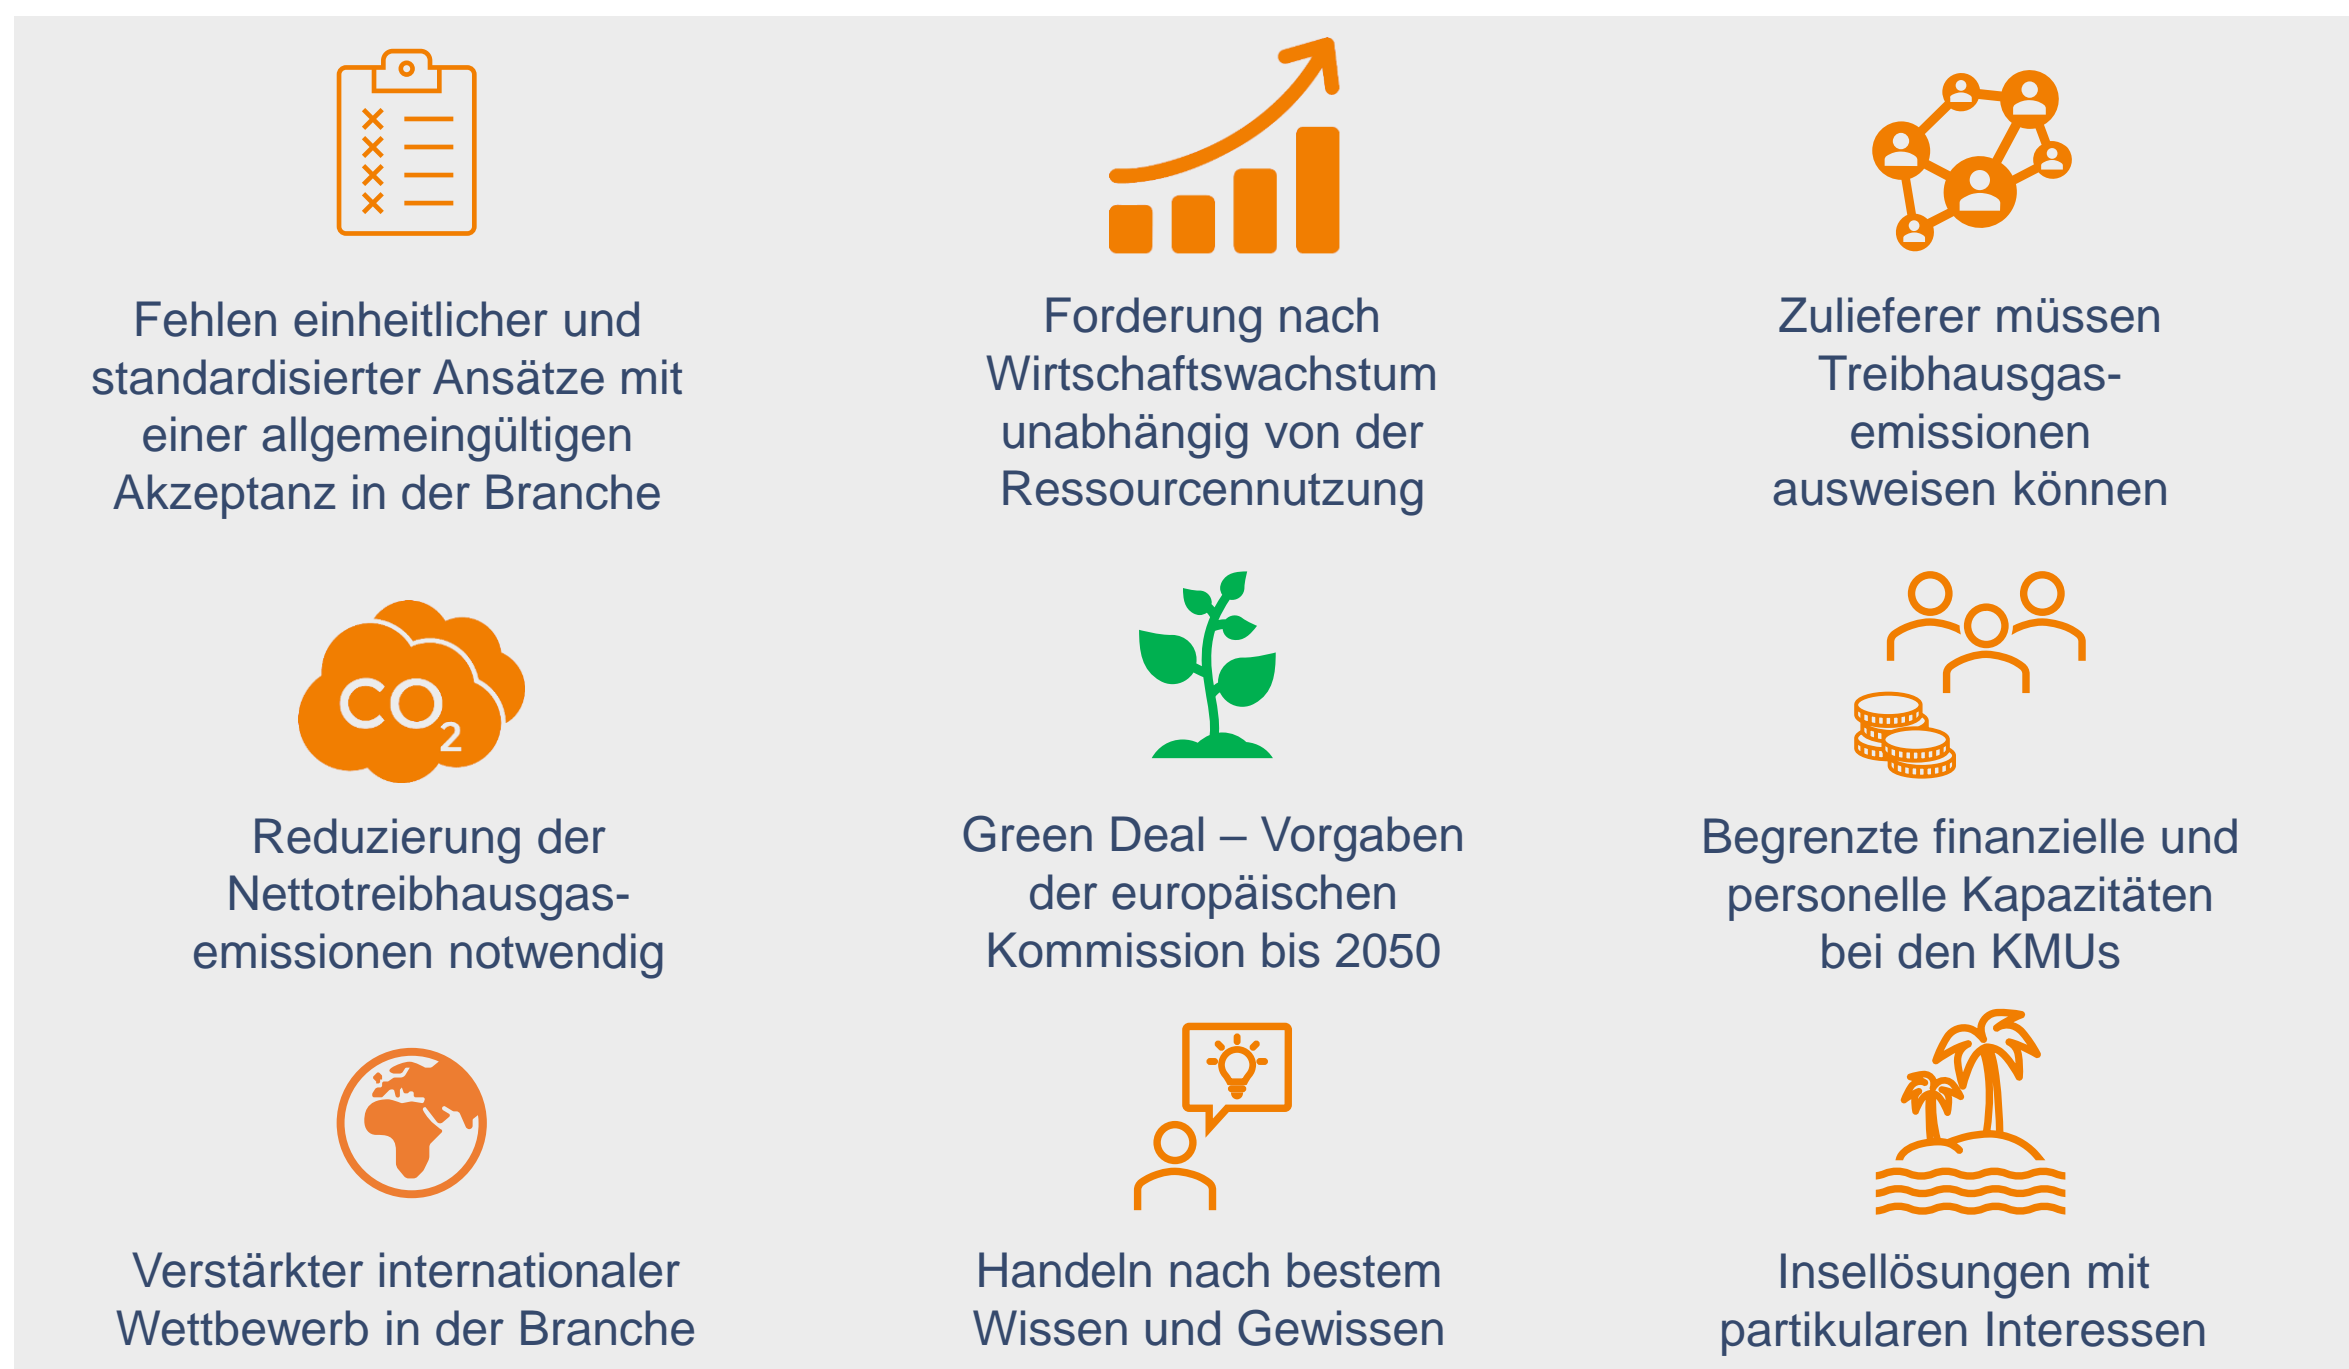 Fehlen einheitlicher und
standardisierter Ansätze mit
einer allgemeingültigen
Akzeptanz in der Branche
Forderung nach
Wirtschaftswachstum
unabhängig von der
Ressourcennutzung
Zulieferer müssen
Treibhausgas-
emissionen
ausweisen können
CO2
Reduzierung der
Nettotreibhausgas-
emissionen notwendig
Green Deal – Vorgaben
der europäischen
Kommission bis 2050
Begrenzte finanzielle und
personelle Kapazitäten
bei den KMUs
Verstärkter internationaler
Wettbewerb in der Branche
Handeln nach bestem
Wissen und Gewissen
Insellösungen mit
partikularen Interessen